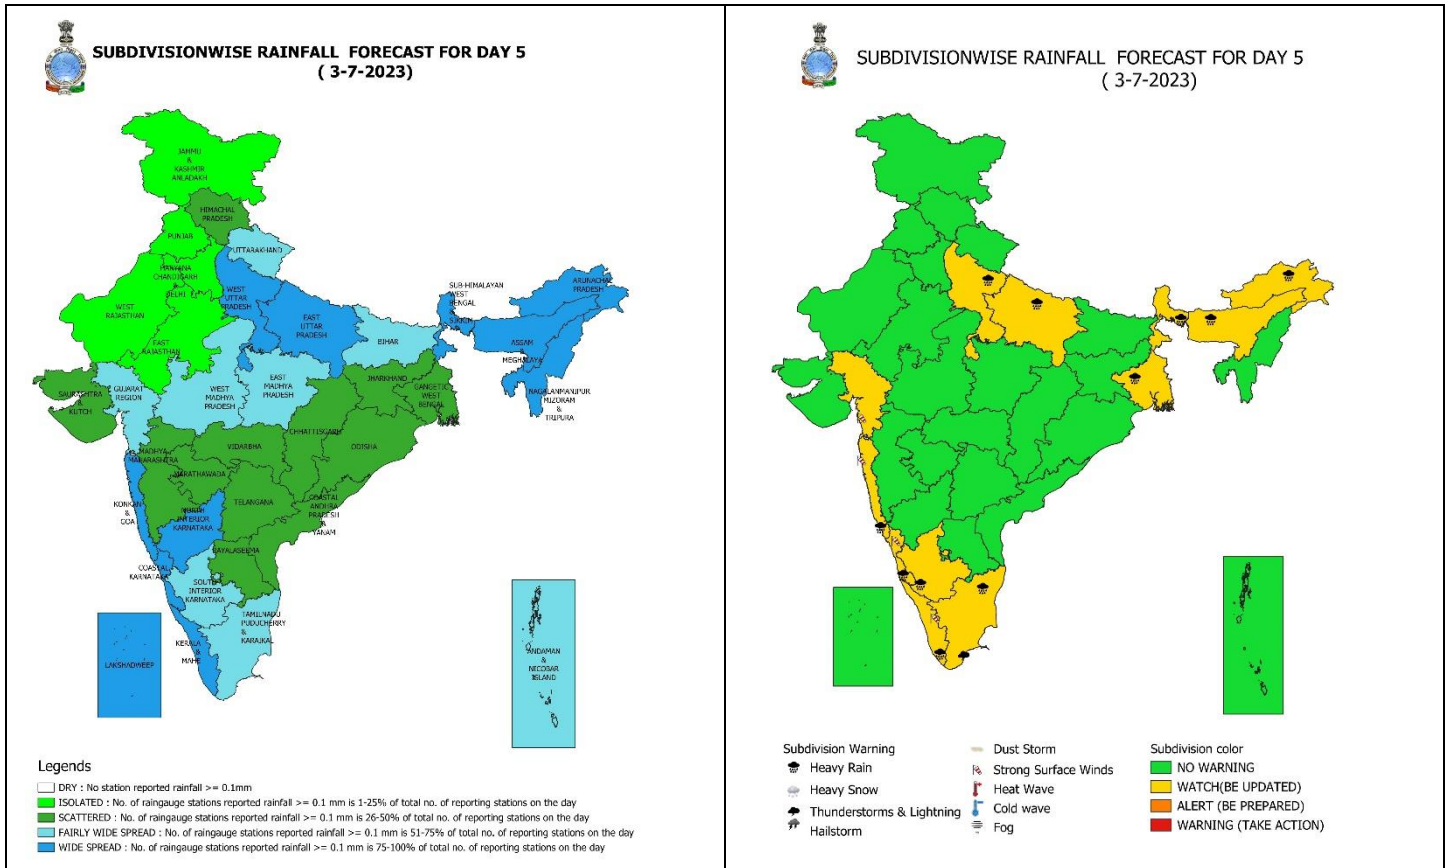 SUBDIVISIONWISE RAINFALL FORECAST FOR DAY 5
( 3-7-2023)
JAMMU
&
KASHMIR
ANLADAKH
HIMACHAL
PRADESH
PUNJAB
UTTARAKHAND
HARYANA
CHANDIGARH
&
DELHI
WEST
RAJASTHAN
EAST
RAJASTHAN
WEST
UTTAR
PRADESH
EAST
UTTAR
PRADESH
SUB-HIMALAYAN
WEST
BENGAL
&
SIKKIM
ARUNACHAL
PRADESH
ASSAM
&
MEGHALAYA
NAGALANMANIPUR
MIZORAM
&
TRIPURA
BIHAR
JHARKHAND
GANGETIC
WEST
BENGAL
SAURASHTRA
&
KUTCH
GUJARAT
REGION
WEST
MADHYA
PRADESH
EAST
MADHYA
PRADESH
CHHATTISGARH
ODISHA
MADHYA
MAHARASHTRA
VIDARBHA
MARATHAWADA
KONKAN
&
GOA
NORTH
INTERIOR
KARNATAKA
TELANGANA
COASTAL
ANDHRA
PRADESH
&
YANAM
RAYALASEEMA
COASTAL
KARNATAKA
SOUTH
INTERIOR
KARNATAKA
TAMILNADU
PUDUCHERRY
&
KARAIKAL
KERALA
&
MAHE
LAKSHADWEEP
ANDAMAN
&
NICOBAR
ISLAND
Legends
DRY : No station reported rainfall >= 0.1mm
ISOLATED : No. of raingauge stations reported rainfall >= 0.1 mm is 1-25% of total no. of reporting stations on the day
SCATTERED : No. of raingauge stations reported rainfall >= 0.1 mm is 26-50% of total no. of reporting stations on the day
FAIRLY WIDE SPREAD : No. of raingauge stations reported rainfall >= 0.1 mm is 51-75% of total no. of reporting stations on the day
WIDE SPREAD : No. of raingauge stations reported rainfall >= 0.1 mm is 75-100% of total no. of reporting stations on the day
SUBDIVISIONWISE RAINFALL FORECAST FOR DAY 5
( 3-7-2023)
Subdivision Warning
Heavy Rain
Heavy Snow
Thunderstorms & Lightning
Hailstorm
Dust Storm
Strong Surface Winds
Heat Wave
Cold wave
Fog
Subdivision color
NO WARNING
WATCH(BE UPDATED)
ALERT (BE PREPARED)
WARNING (TAKE ACTION)